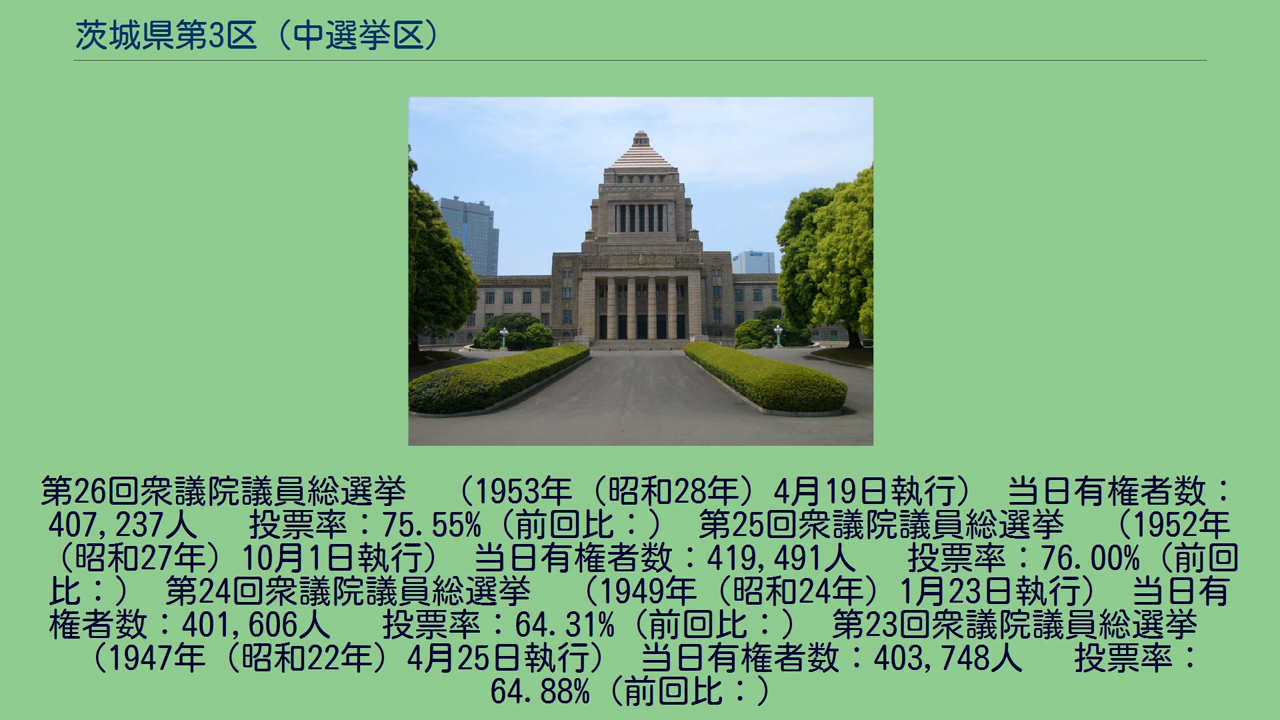 茨城県第3区（中選挙区）
第26回衆議院議員総選挙　（1953年（昭和28年）4月19日執行） 当日有権者数：
407,237人　 投票率：75.55%（前回比：） 第25回衆議院議員総選挙　（1952年
（昭和27年）10月1日執行） 当日有権者数：419,491人　 投票率：76.00%（前回
比：） 第24回衆議院議員総選挙　（1949年（昭和24年）1月23日執行） 当日有
権者数：401,606人　 投票率：64.31%（前回比：） 第23回衆議院議員総選挙
（1947年（昭和22年）4月25日執行） 当日有権者数：403,748人　 投票率：
64.88%（前回比：）